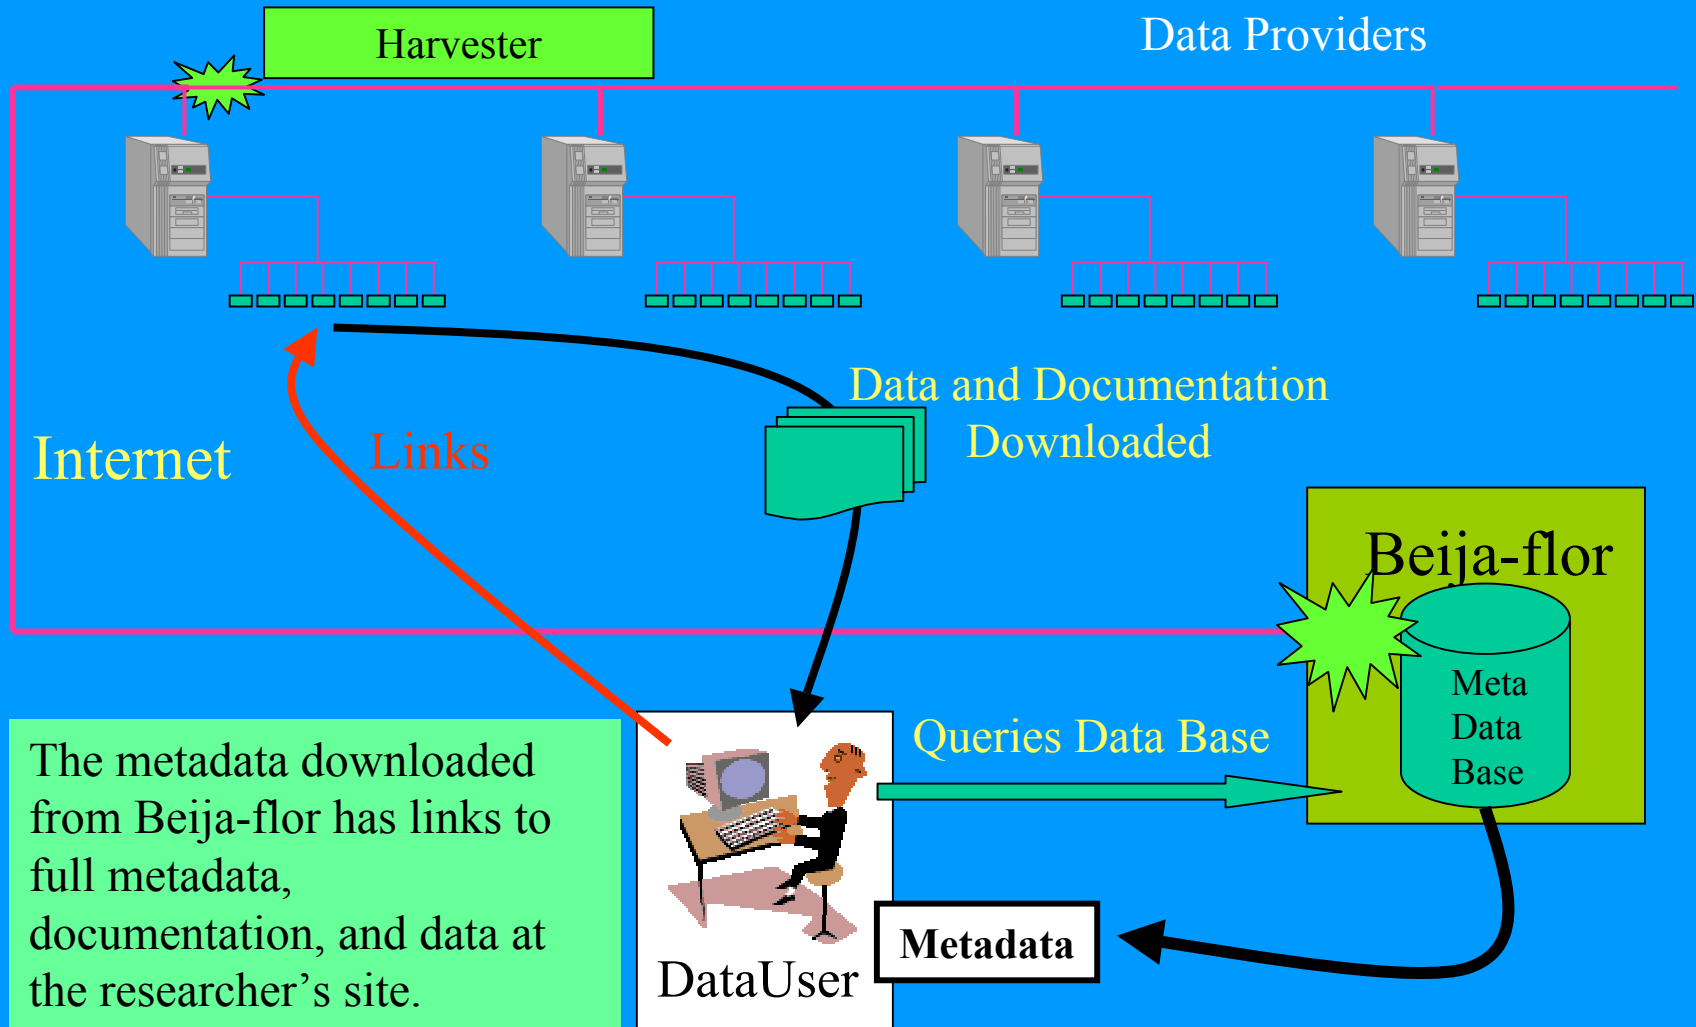 Harvester
Data Providers
Data and Documentation
Downloaded
Internet
Links
Beija-flor
Meta
Data
Base
Queries Data Base
The metadata downloaded
from Beija-flor has links to
full metadata,
documentation, and data at
the researcher’s site.
Metadata
DataUser